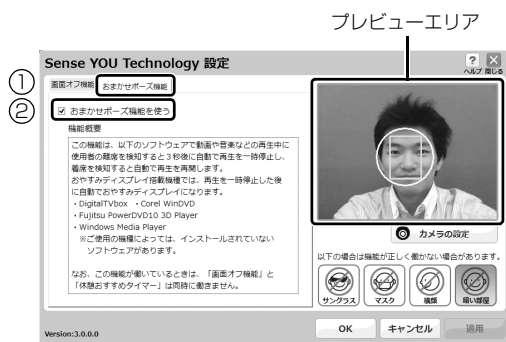 プレビューエリア
Sense YOU Technology 設定
ヘルプ 閉じる
①
画面オフ機能 おまかせポーズ機能
②
おまかせポーズ機能を使う
機能概要
この機能は、以下のソフトウェアで動画や音楽などの再生中に
使用者の離席を検知すると3秒後に自動で再生を一時停止し、
着席を検知すると自動で再生を再開します。
おやすみディスプレイ搭載機種では、再生を一時停止した後
に自動でおやすみディスプレイになります。
・DigitalTVbox ・Corel WinDVD
・Fujitsu PowerDVD10 3D Player
・Windows Media Player
※ご使用の機種によっては、インストールされていない
ソフトウェアがあります。
なお、この機能が働いているときは、「画面オフ機能」と
「休憩おすすめタイマー」は同時に働きません。
カメラの設定
以下の場合は機能が正しく働かない場合があります。
サングラス マスク 横顔 暗い部屋
Version:3.0.0.0
OK キャンセル 適用